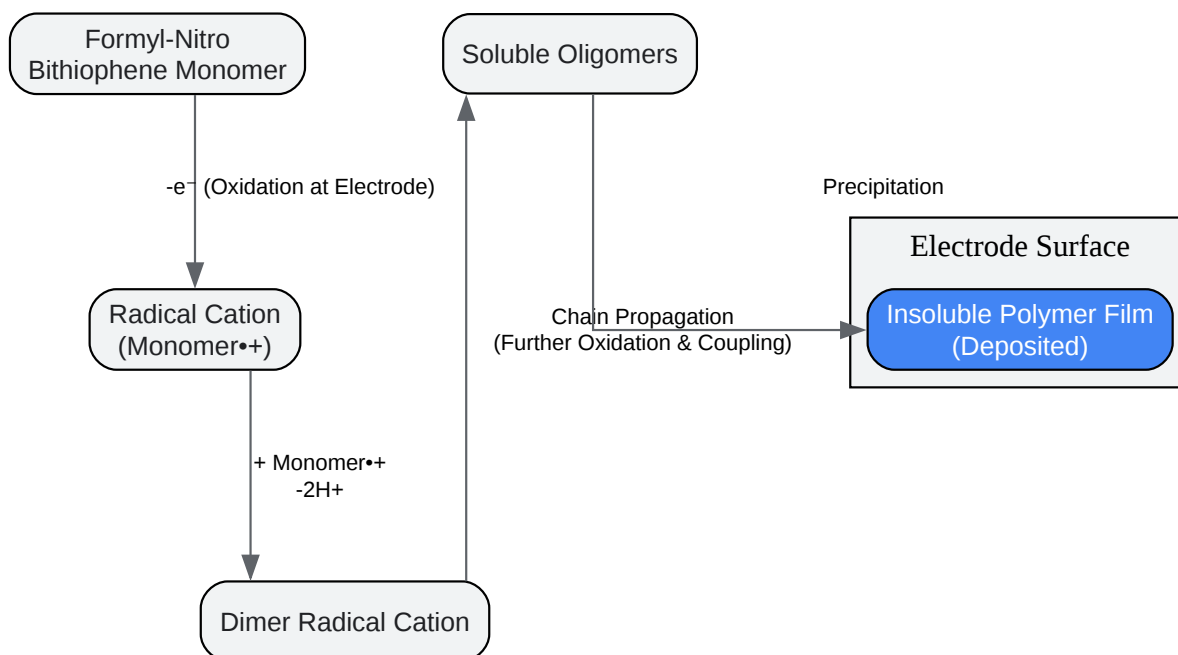 Formyl-Nitro
Bithiophene Monomer
-e⁻ (Oxidation at Electrode)
Radical Cation
(Monomer•+)
+ Monomer•+
-2H+
Dimer Radical Cation
Soluble Oligomers
Chain Propagation
(Further Oxidation & Coupling)
Precipitation
Electrode Surface
Insoluble Polymer Film
(Deposited)